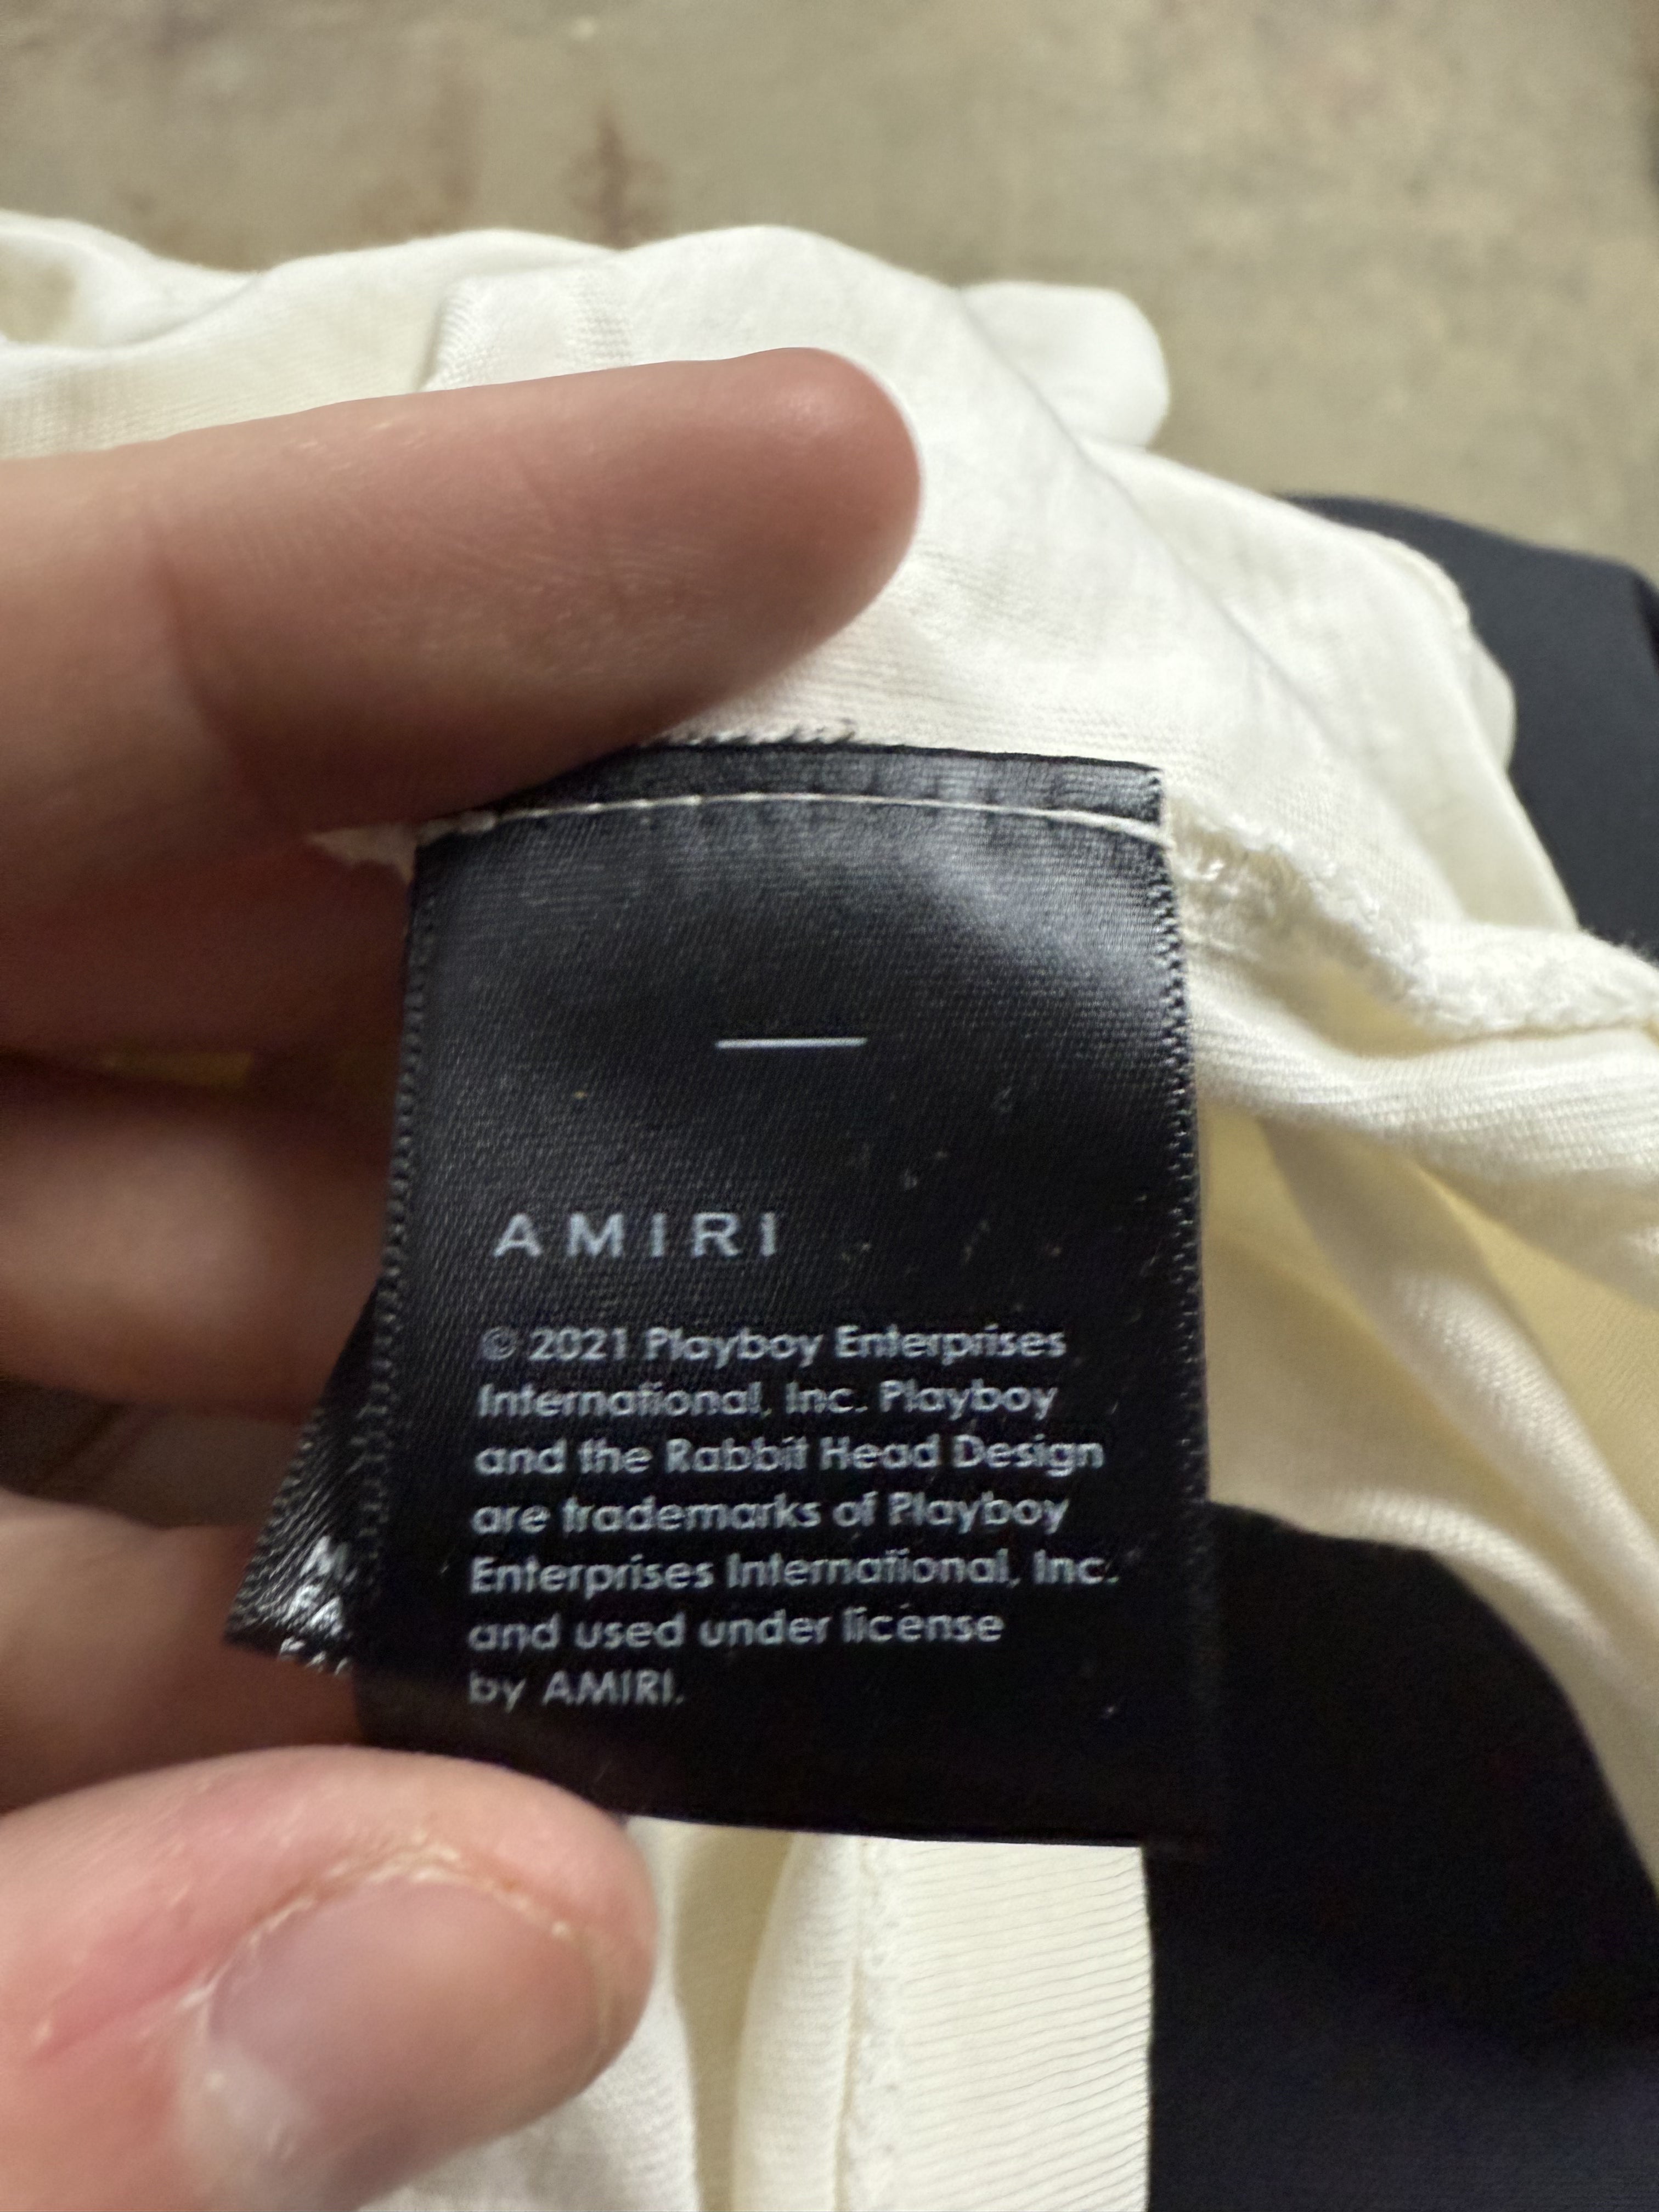 AMIRI
© 2021 Playboy Enterprises
International, Inc. Playboy
and the Rabbit Head Design
are trademarks of Playboy
Enterprises International, Inc.
and used under license
by AMIRI.